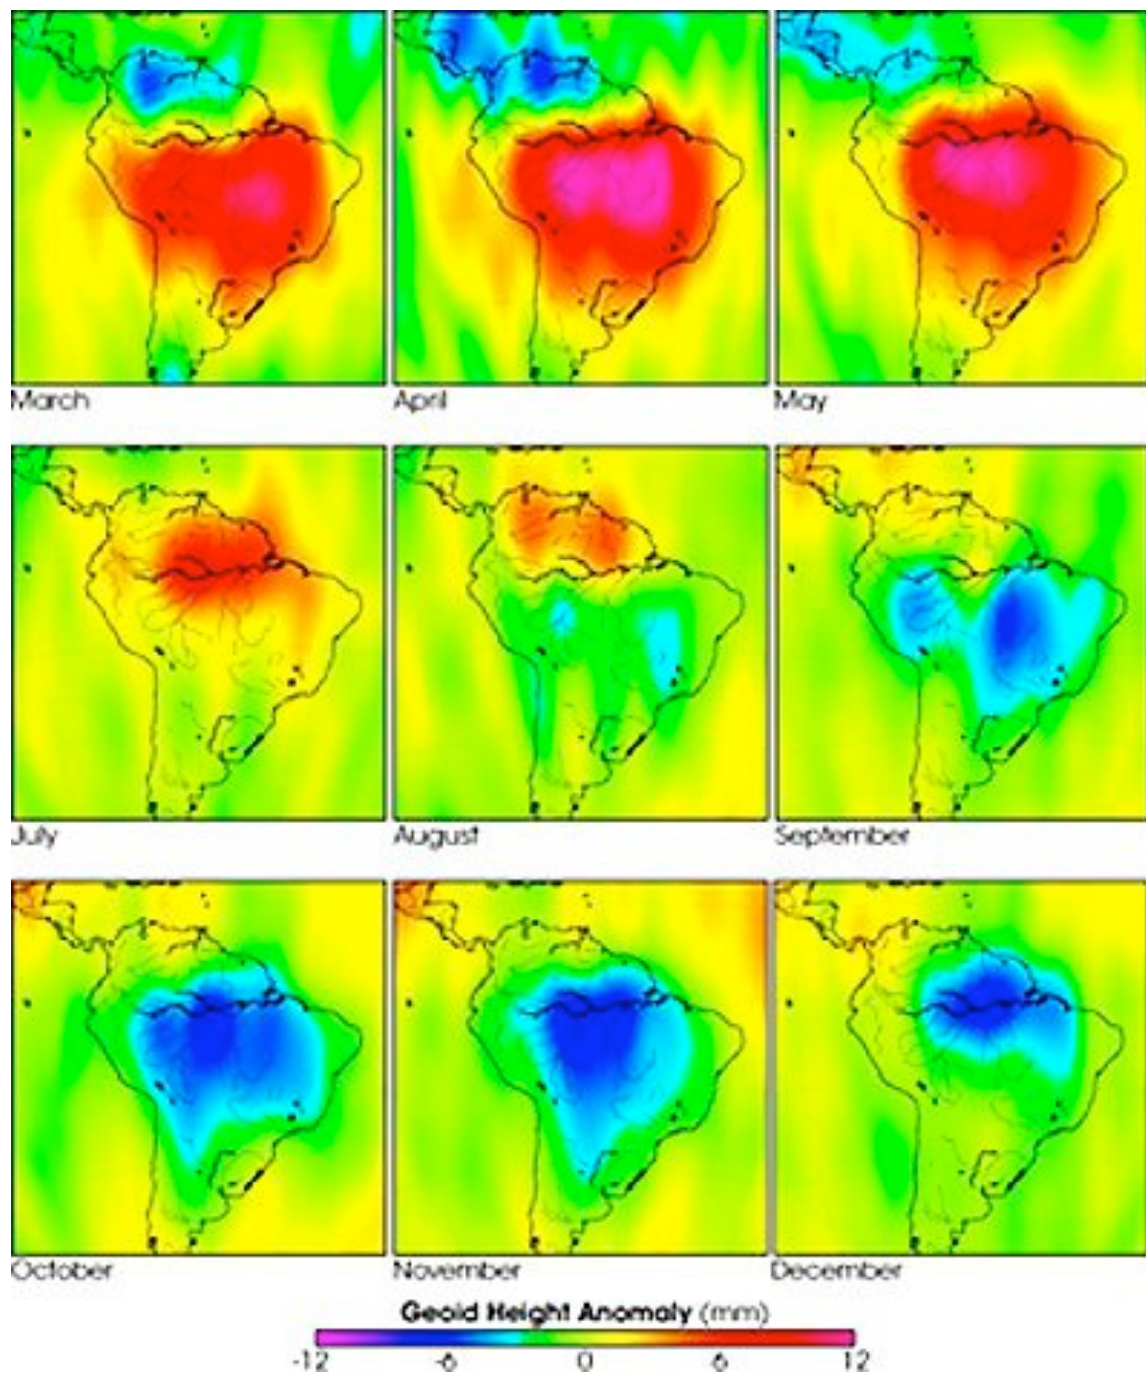 March April May
July August September
October November December
Geoid Height Anomaly (mm)
-12 -6 0 6 12